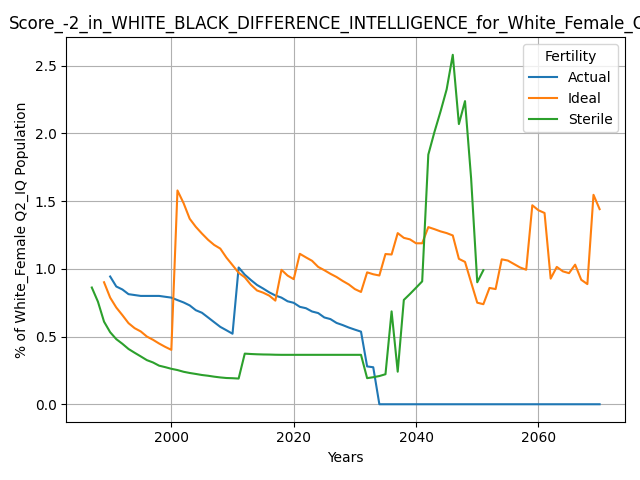 Score_-2_in_WHITE_BLACK_DIFFERENCE_INTELLIGENCE_for_White_Female_
Fertility
Actual
Ideal
Sterile
% of White_Female Q2_IQ Population
2.5
2.0
1.5
1.0
0.5
0.0
2000 2020 2040 2060
Years